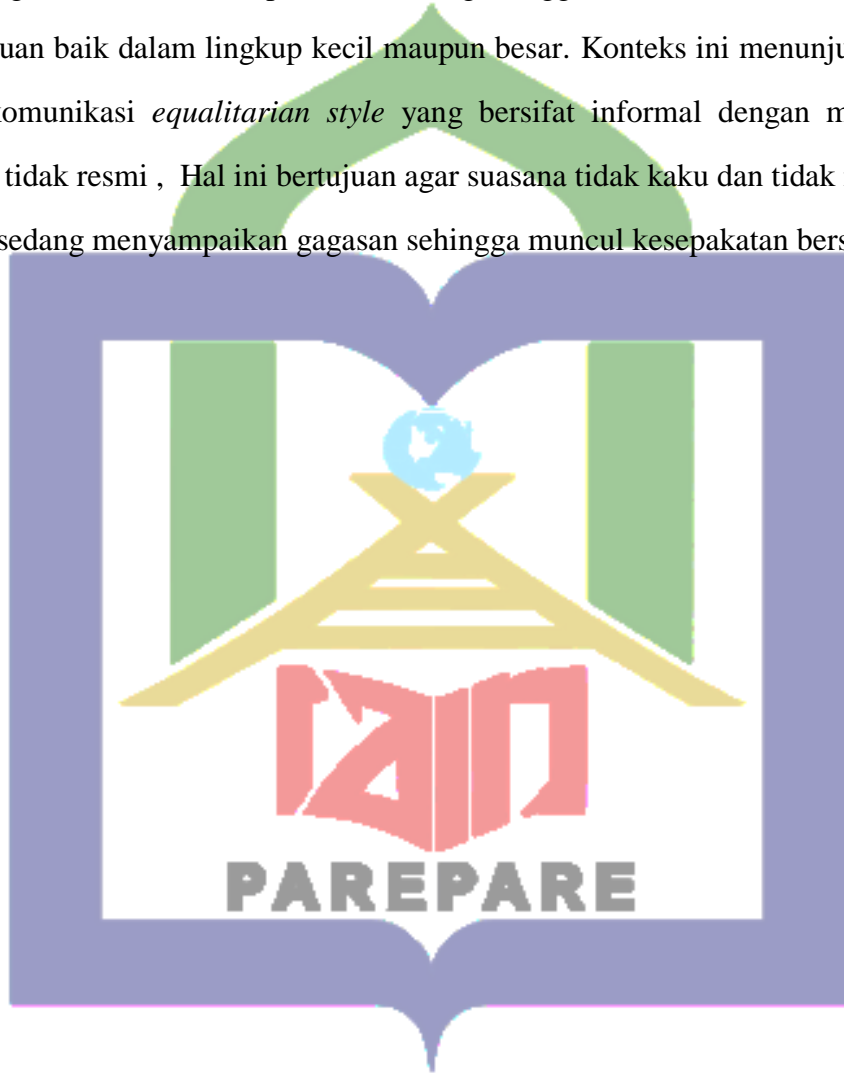 uan baik dalam lingkup kecil maupun besar. Konteks ini menunju
komunikasi equalitarian style yang bersifat informal dengan m
tidak resmi , Hal ini bertujuan agar suasana tidak kaku dan tidak
sedang menyampaikan gagasan sehingga muncul kesepakatan bers
iain
PAREPARE